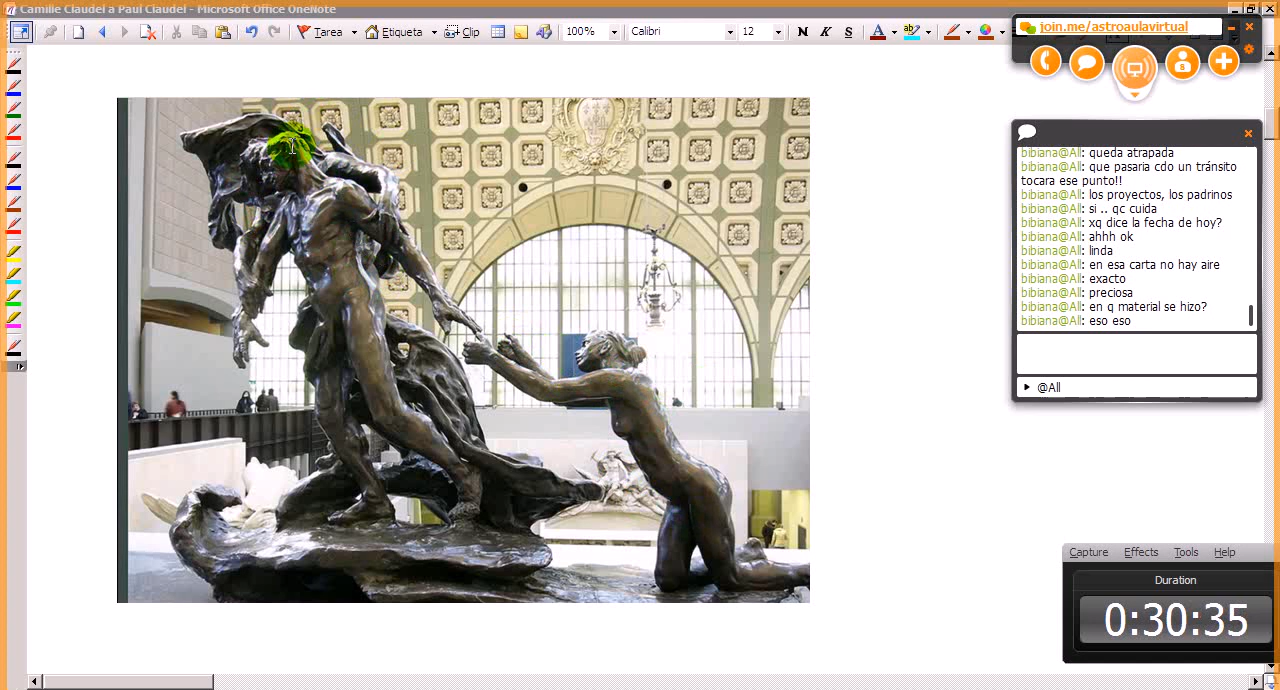 Camille Claudel a Paul Claudel - Microsoft Office OneNote
Tareas
Etiqueta
Clip
100%
Calibri
12
N K S A ab
join.me/astroaulavirtual
bibiana@All: queda atrapada
bibiana@All: que pasaria cdo un tránsito
tocara ese punto!!
bibiana@All: los proyectos, los padrinos
bibiana@All: si .. qc cuida
bibiana@All: xq dice la fecha de hoy?
bibiana@All: ahhh ok
bibiana@All: linda
bibiana@All: en esa carta no hay aire
bibiana@All: exacto
bibiana@All: preciosa
bibiana@All: en q material se hizo?
bibiana@All: eso eso
@All
Capture Effects Tools Help
Duration
0:30:35